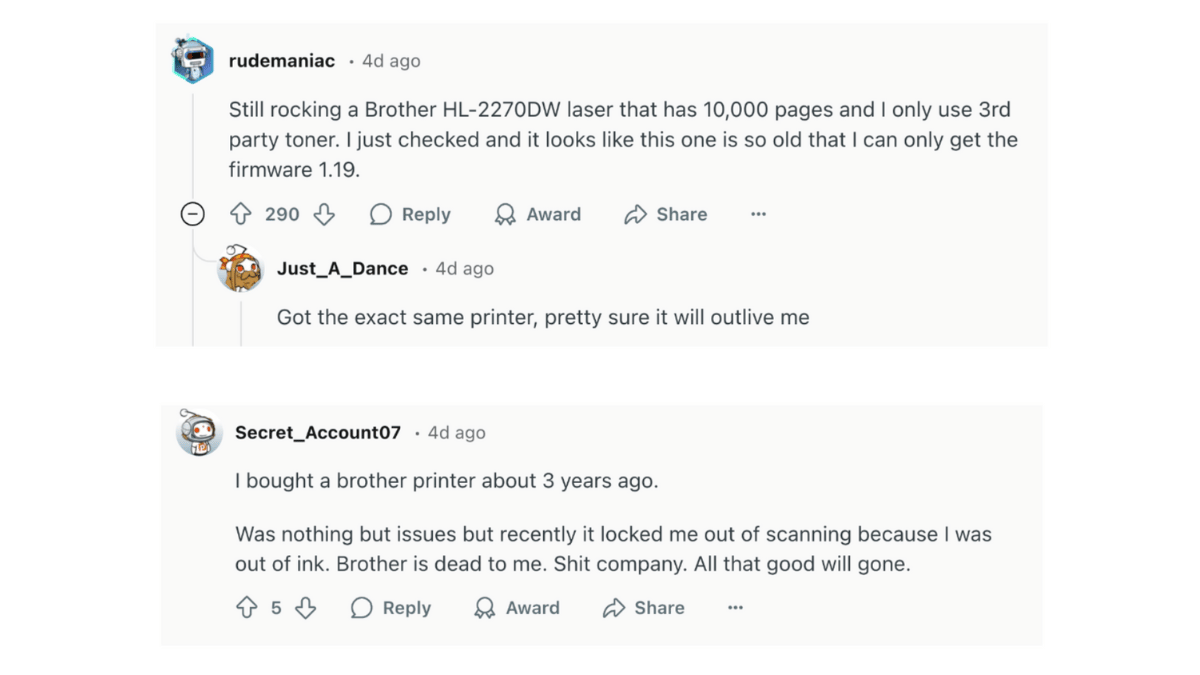 rudemaniac • 4d ago
Still rocking a Brother HL-2270DW laser that has 10,000 pages and I only use 3rd
party toner. I just checked and it looks like this one is so old that I can only get the
firmware 1.19.
290 Reply Award Share ...
Just_A_Dance • 4d ago
Got the exact same printer, pretty sure it will outlive me
Secret_Account07 • 4d ago
I bought a brother printer about 3 years ago.
Was nothing but issues but recently it locked me out of scanning because I was
out of ink. Brother is dead to me. Shit company. All that good will gone.
5 Reply Award Share ...